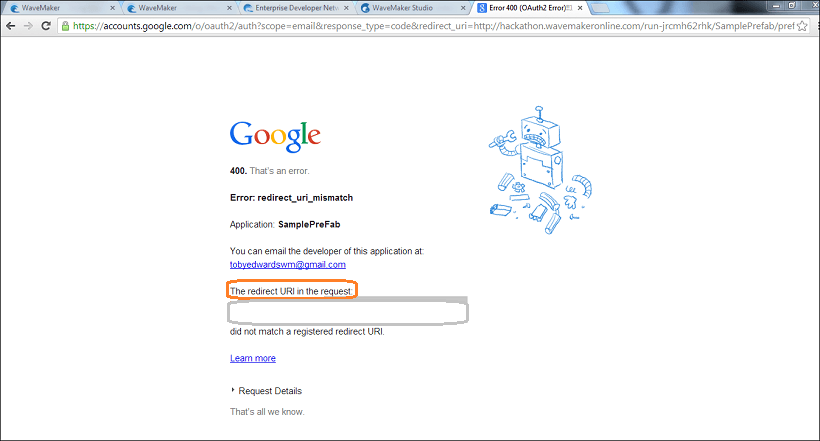 WaveMaker
WaveMaker
Enterprise Developer Netw
WaveMaker Studio
Error 400 (OAuth2 Error)!!1
https://accounts.google.com/o/oauth2/auth?scope=email&response_type=code&redirect_uri=http://hackathon.wavemakeronline.com/run-jrcmh62rhk/SamplePrefab/pref
Google
400. That's an error.
Error: redirect_uri_mismatch
Application: SamplePreFab
You can email the developer of this application at:
tobyedwardswm@gmail.com
The redirect URI in the request:
did not match a registered redirect URI.
Learn more
Request Details
That's all we know.